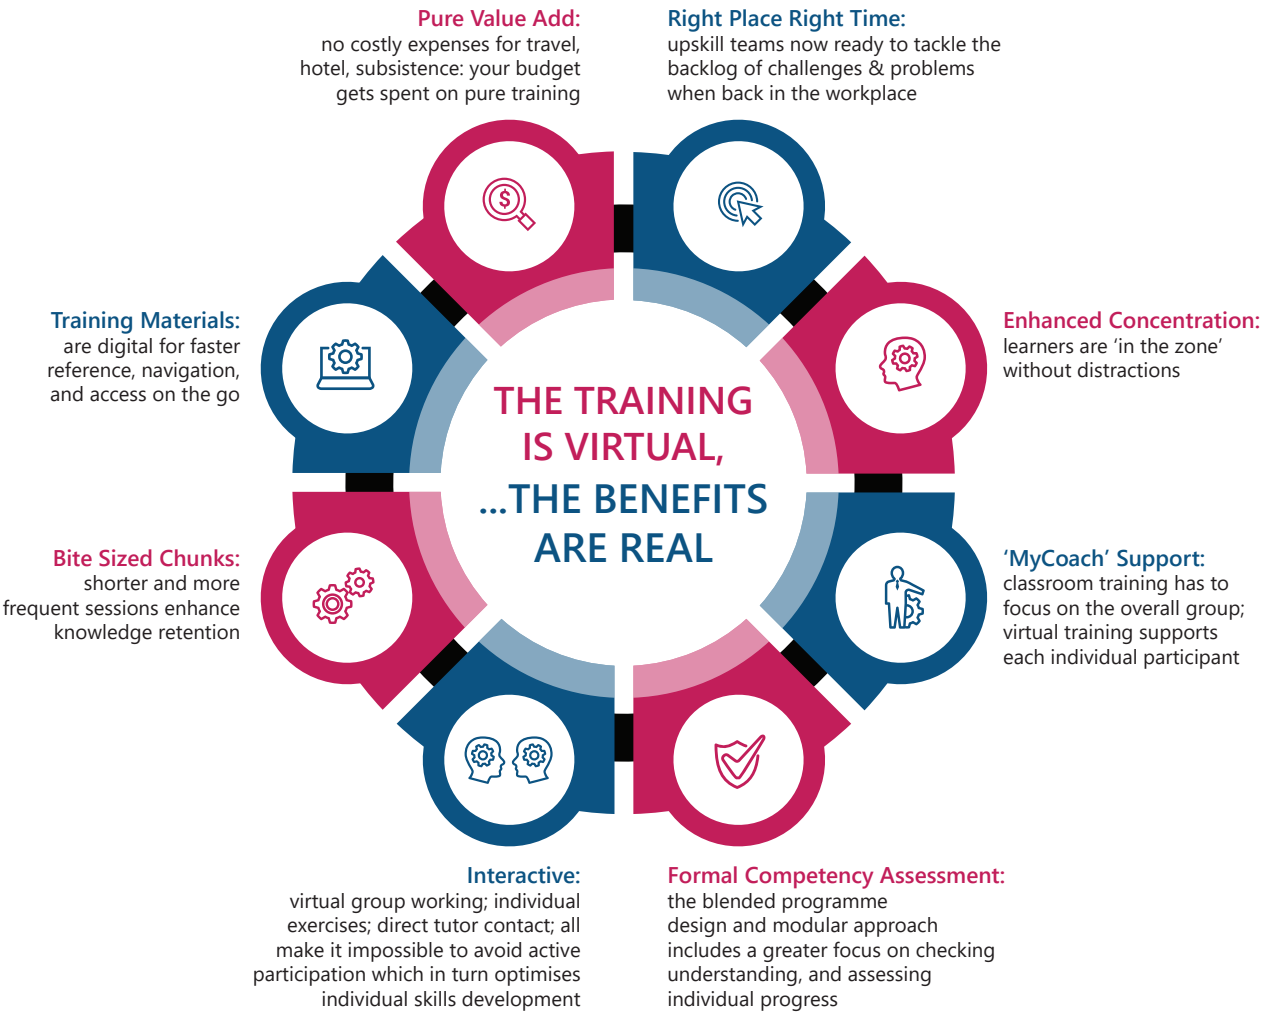 Pure Value Add:
no costly expenses for travel,
hotel, subsistence: your budget
gets spent on pure training
Right Place Right Time:
upskill teams now ready to tackle the
backlog of challenges & problems
when back in the workplace
Training Materials:
are digital for faster
reference, navigation,
and access on the go
Enhanced Concentration:
learners are ‘in the zone’
without distractions
$
THE TRAINING
IS VIRTUAL,
...THE BENEFITS
ARE REAL
Bite Sized Chunks:
shorter and more
frequent sessions enhance
knowledge retention
‘MyCoach’ Support:
classroom training has to
focus on the overall group;
virtual training supports
each individual participant
Interactive:
virtual group working; individual
exercises; direct tutor contact; all
make it impossible to avoid active
participation which in turn optimises
individual skills development
Formal Competency Assessment:
the blended programme
design and modular approach
includes a greater focus on checking
understanding, and assessing
individual progress